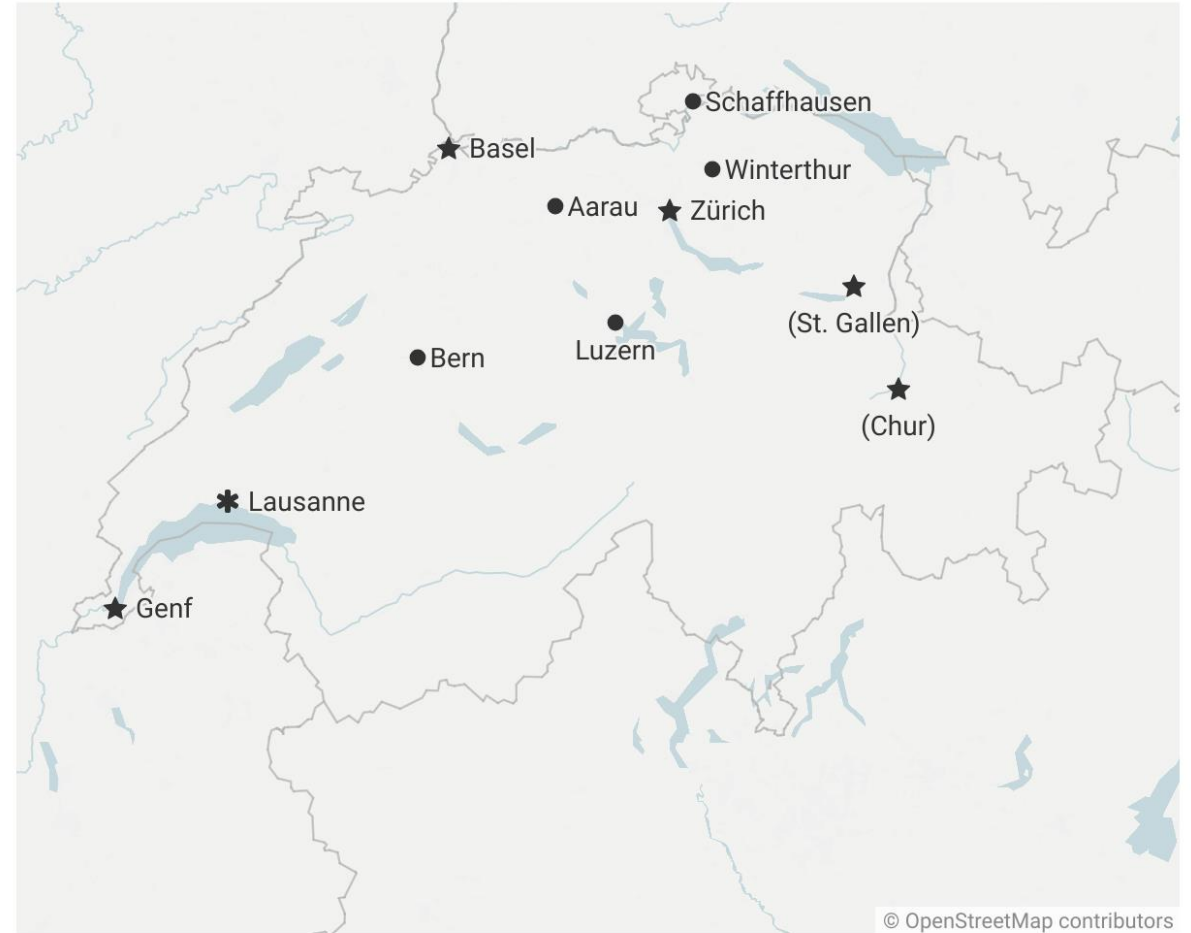 Schaffhausen
Basel
Winterthur
Aarau
Zürich
(St. Gallen)
Luzern
Bern
(Chur)
Lausanne
Genf
© OpenStreetMap contributors